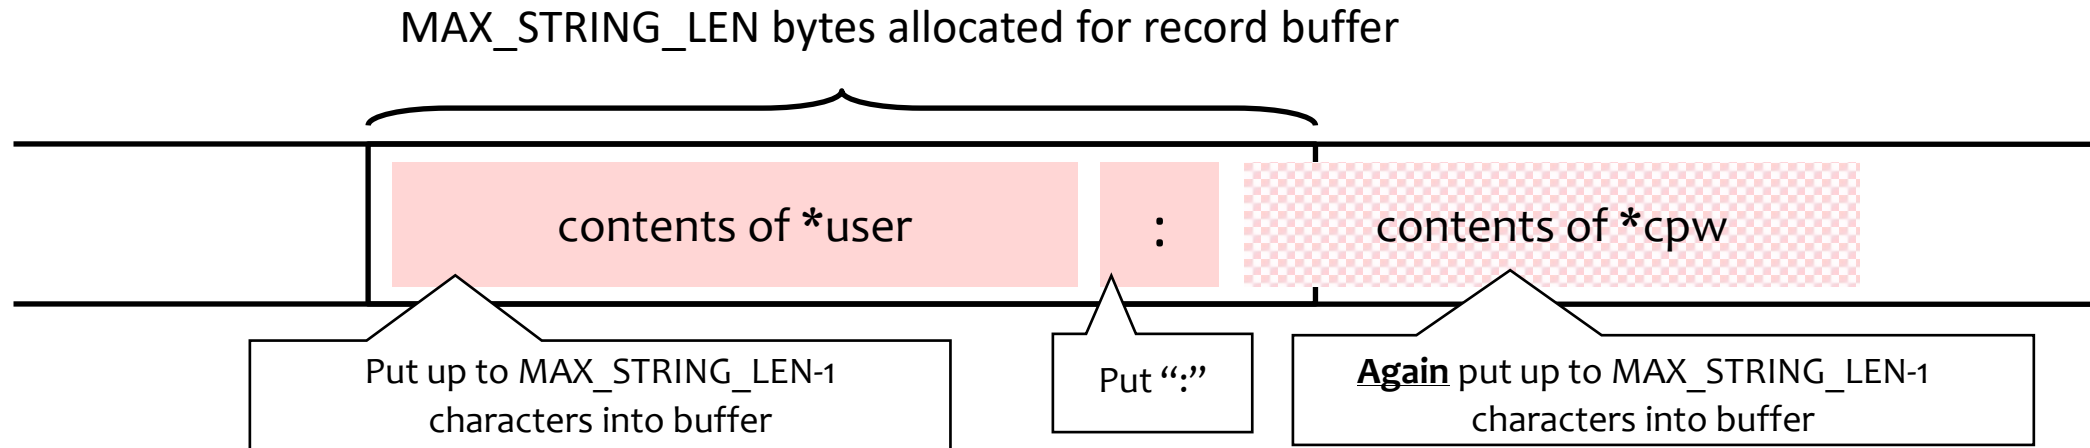 MAX_STRING_LEN bytes allocated for record buffer
contents of *user
:
contents of *cpw
Put up to MAX_STRING_LEN-1
characters into buffer
Put “:”
Again put up to MAX_STRING_LEN-1
characters into buffer